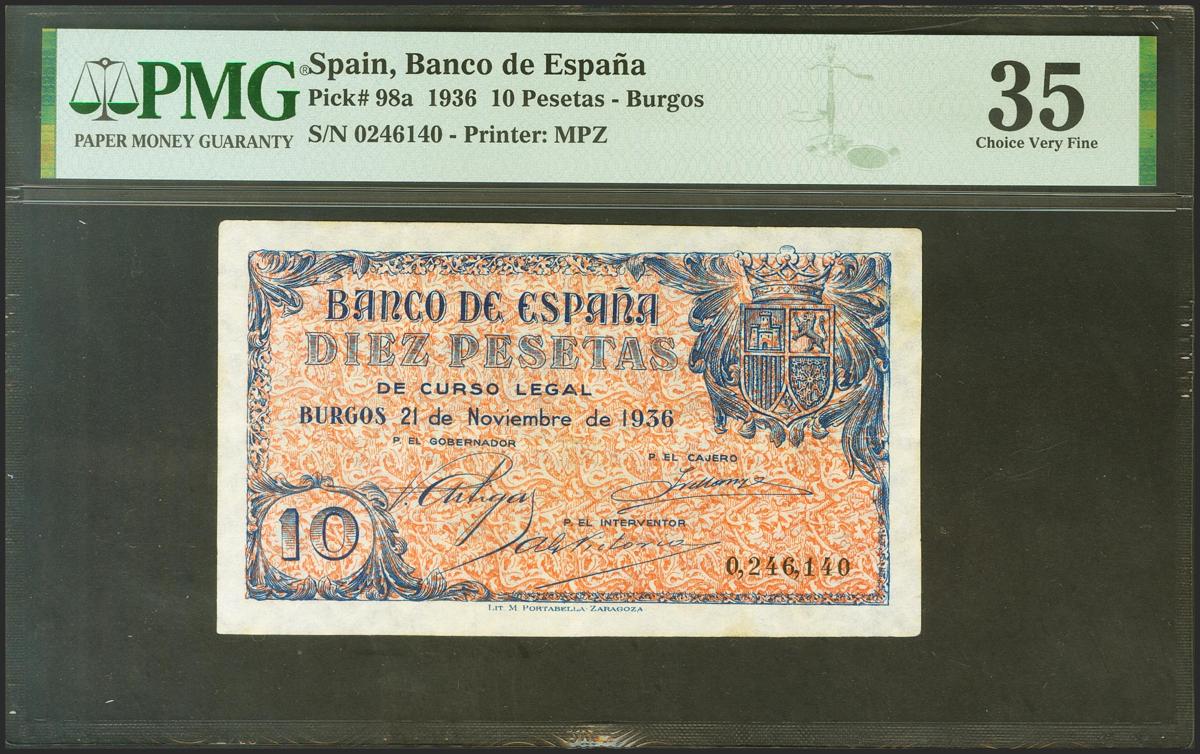 PMG®
PAPER MONEY GUARANTY
Spain, Banco de España
Pick# 98a 1936 10 Pesetas - Burgos
S/N 0246140 - Printer: MPZ
35
Choice Very Fine
BANCO DE ESPAÑA
DIEZ PESETAS
DE CURSO LEGAL
BURGOS 21 de Noviembre de 1936
P. EL GOBERNADOR
P. EL CAJERO
P. EL INTERVENTOR
10
0,246,140
LIT. M. PORTABELLA-ZARAGOZA